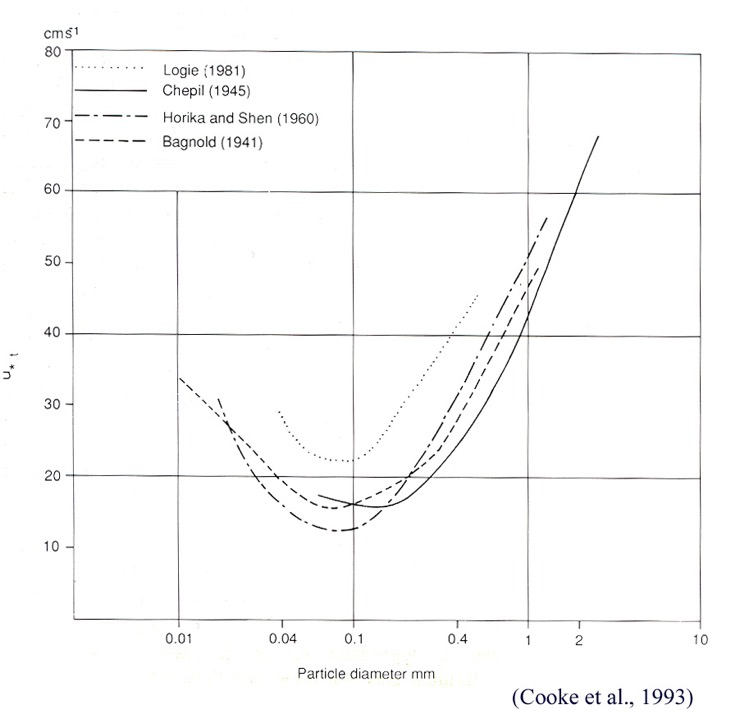 cms⁻¹
80
Logie (1981)
Chepil (1945)
70
Horika and Shen (1960)
Bagnold (1941)
60
50
40
u* t
30
20
10
0.01 0.04 0.1 0.4 1 2 10
Particle diameter mm
(Cooke et al., 1993)